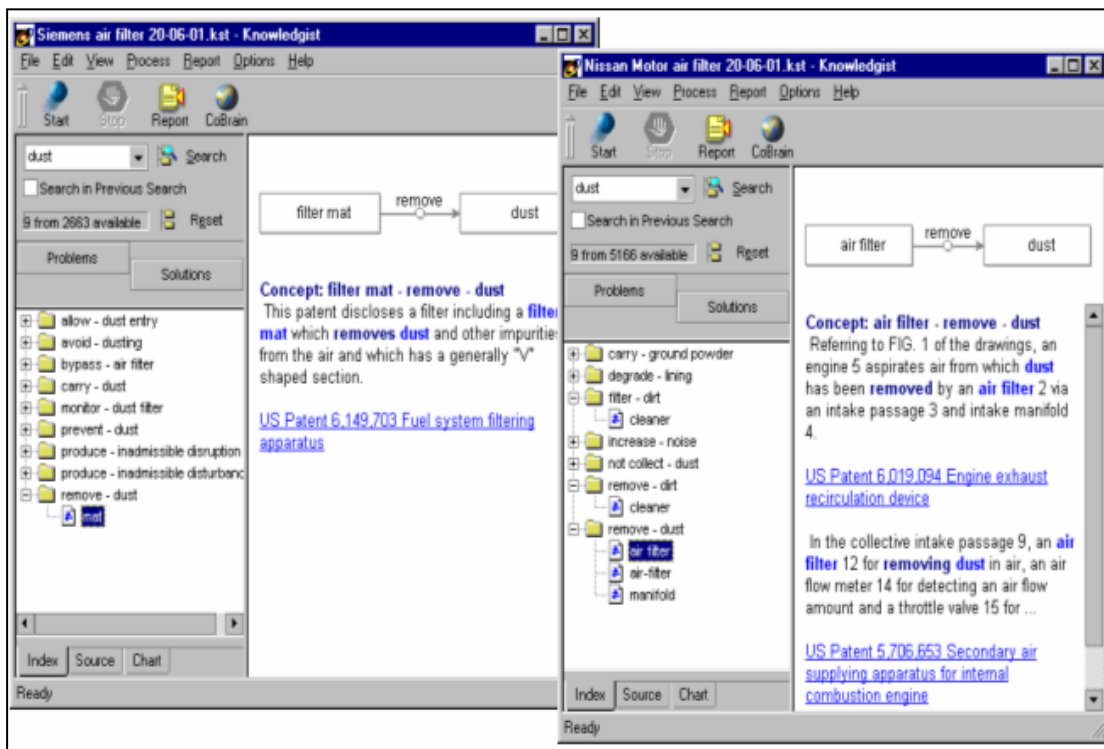 Siemens air filter 20-06-01.kst - Knowledgist
File Edit View Process Report Options Help
Start Stop Report CoBrain
dust Search
Search in Previous Search
9 from 2663 available Reset
Problems
Solutions
allow - dust entry
avoid - dusting
bypass - air filter
carry - dust
monitor - dust filter
prevent - dust
produce - inadmissible disruption
produce - inadmissible disturbanc
remove - dust
mat
Index Source Chart
Ready
filter mat remove dust
Concept: filter mat - remove - dust
This patent discloses a filter including a filter
mat which removes dust and other impurities
from the air and which has a generally "V"
shaped section.
US Patent 6,149,703 Fuel system filtering
apparatus
Nissan Motor air filter 20-06-01.kst - Knowledgist
File Edit View Process Report Options Help
Start Stop Report CoBrain
dust Search
Search in Previous Search
9 from 5166 available Reset
Problems
Solutions
carry - ground powder
degrade - lining
filter - dirt
cleaner
increase - noise
not collect - dust
remove - dirt
cleaner
remove - dust
air filter
air-filter
manifold
Index Source Chart
Ready
air filter remove dust
Concept: air filter - remove - dust
Referring to FIG. 1 of the drawings, an
engine 5 aspirates air from which dust
has been removed by an air filter 2 via
an intake passage 3 and intake manifold
4.
US Patent 6,019,094 Engine exhaust
recirculation device
In the collective intake passage 9, an air
filter 12 for removing dust in air, an air
flow meter 14 for detecting an air flow
amount and a throttle valve 15 for ...
US Patent 5,706,653 Secondary air
supplying apparatus for internal
combustion engine